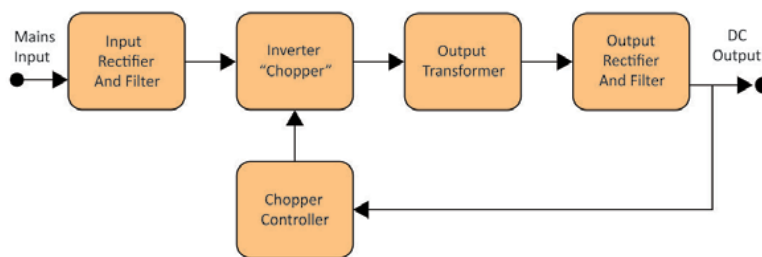 Mains
Input
Input
Rectifier
And Filter
Inverter
“Chopper”
Output
Transformer
Output
Rectifier
And Filter
DC
Output
Chopper
Controller